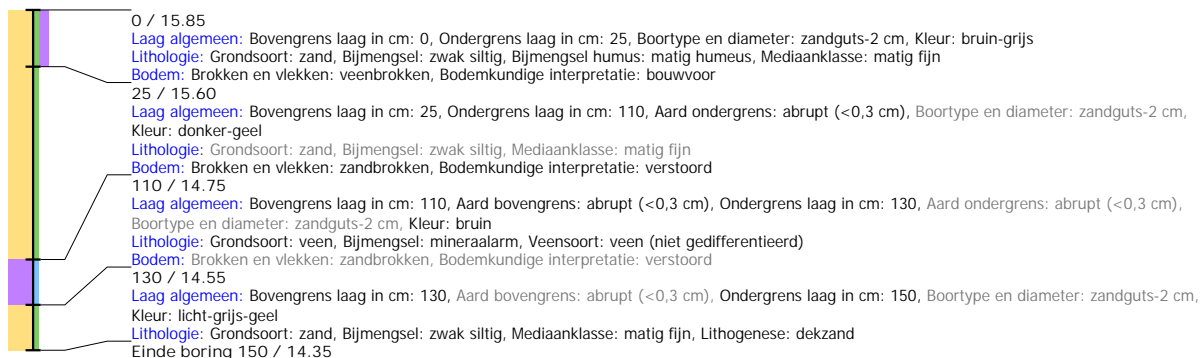 0 / 15.85
Laag algemeen: Bovengrens laag in cm: 0, Ondergrens laag in cm: 25, Boortype en diameter: zandguts-2 cm, Kleur: bruin-grijs
Lithologie: Grondsoort: zand, Bijmengsel: zwak siltig, Bijmengsel humus: matig humeus, Mediaanklasse: matig fijn
Bodem: Brokken en vlekken: veenbrokken, Bodemkundige interpretatie: bouwvoor
25 / 15.60
Laag algemeen: Bovengrens laag in cm: 25, Ondergrens laag in cm: 110, Aard ondergrens: abrupt (<0,3 cm), Boortype en diameter: zandguts-2 cm,
Kleur: donker-geel
Lithologie: Grondsoort: zand, Bijmengsel: zwak siltig, Mediaanklasse: matig fijn
Bodem: Brokken en vlekken: zandbrokken, Bodemkundige interpretatie: verstoord
110 / 14.75
Laag algemeen: Bovengrens laag in cm: 110, Aard bovengrens: abrupt (<0,3 cm), Ondergrens laag in cm: 130, Aard ondergrens: abrupt (<0,3 cm),
Boortype en diameter: zandguts-2 cm, Kleur: bruin
Lithologie: Grondsoort: veen, Bijmengsel: mineraalarm, Veensoort: veen (niet gedifferentieerd)
Bodem: Brokken en vlekken: zandbrokken, Bodemkundige interpretatie: verstoord
130 / 14.55
Laag algemeen: Bovengrens laag in cm: 130, Aard bovengrens: abrupt (<0,3 cm), Ondergrens laag in cm: 150, Boortype en diameter: zandguts-2 cm,
Kleur: licht-grijs-geel
Lithologie: Grondsoort: zand, Bijmengsel: zwak siltig, Mediaanklasse: matig fijn, Lithogenese: dekzand
Einde boring 150 / 14.35